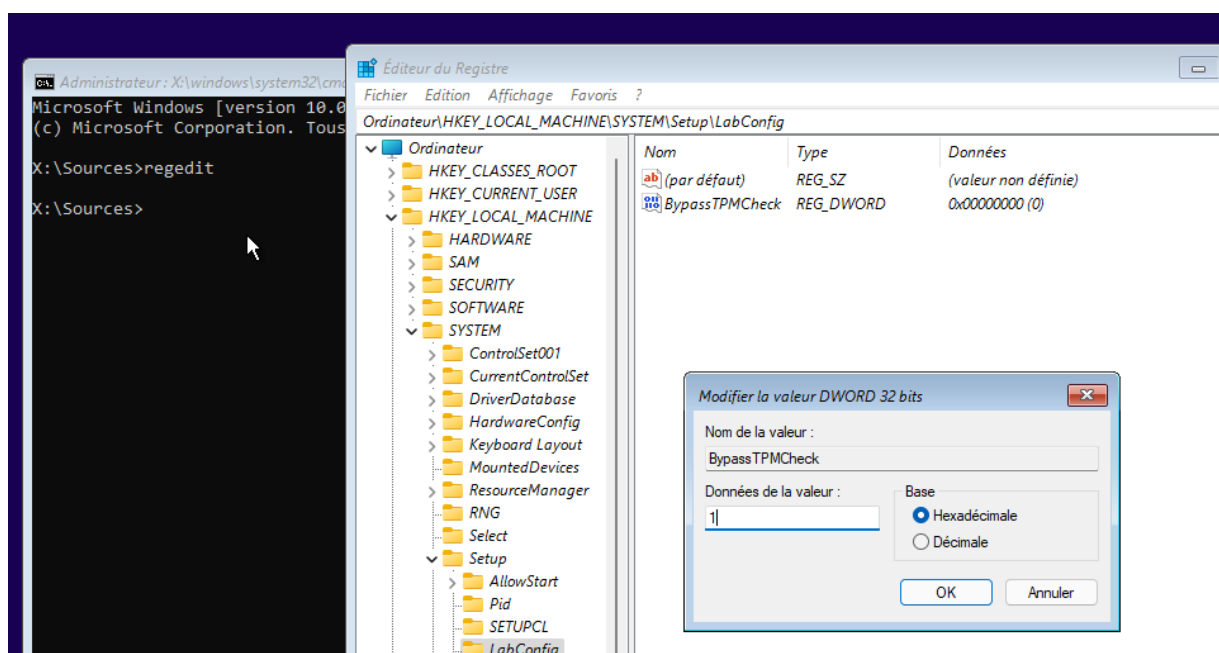 Administrateur : X:\windows\system32\cmd
Microsoft Windows [version 10.0
(c) Microsoft Corporation. Tous
X:\Sources>regedit
X:\Sources>
Éditeur du Registre
Fichier Edition Affichage Favoris ?
Ordinateur\HKEY_LOCAL_MACHINE\SYSTEM\Setup\LabConfig
Ordinateur
HKEY_CLASSES_ROOT
HKEY_CURRENT_USER
HKEY_LOCAL_MACHINE
HARDWARE
SAM
SECURITY
SOFTWARE
SYSTEM
ControlSet001
CurrentControlSet
DriverDatabase
HardwareConfig
Keyboard Layout
MountedDevices
ResourceManager
RNG
Select
Setup
AllowStart
Pid
SETUPCL
LabConfig
Nom Type Données
(par défaut) REG_SZ (valeur non définie)
BypassTPMCheck REG_DWORD 0x00000000 (0)
Modifier la valeur DWORD 32 bits
Nom de la valeur :
BypassTPMCheck
Données de la valeur :
1
Base
Hexadécimale
Décimale
OK Annuler